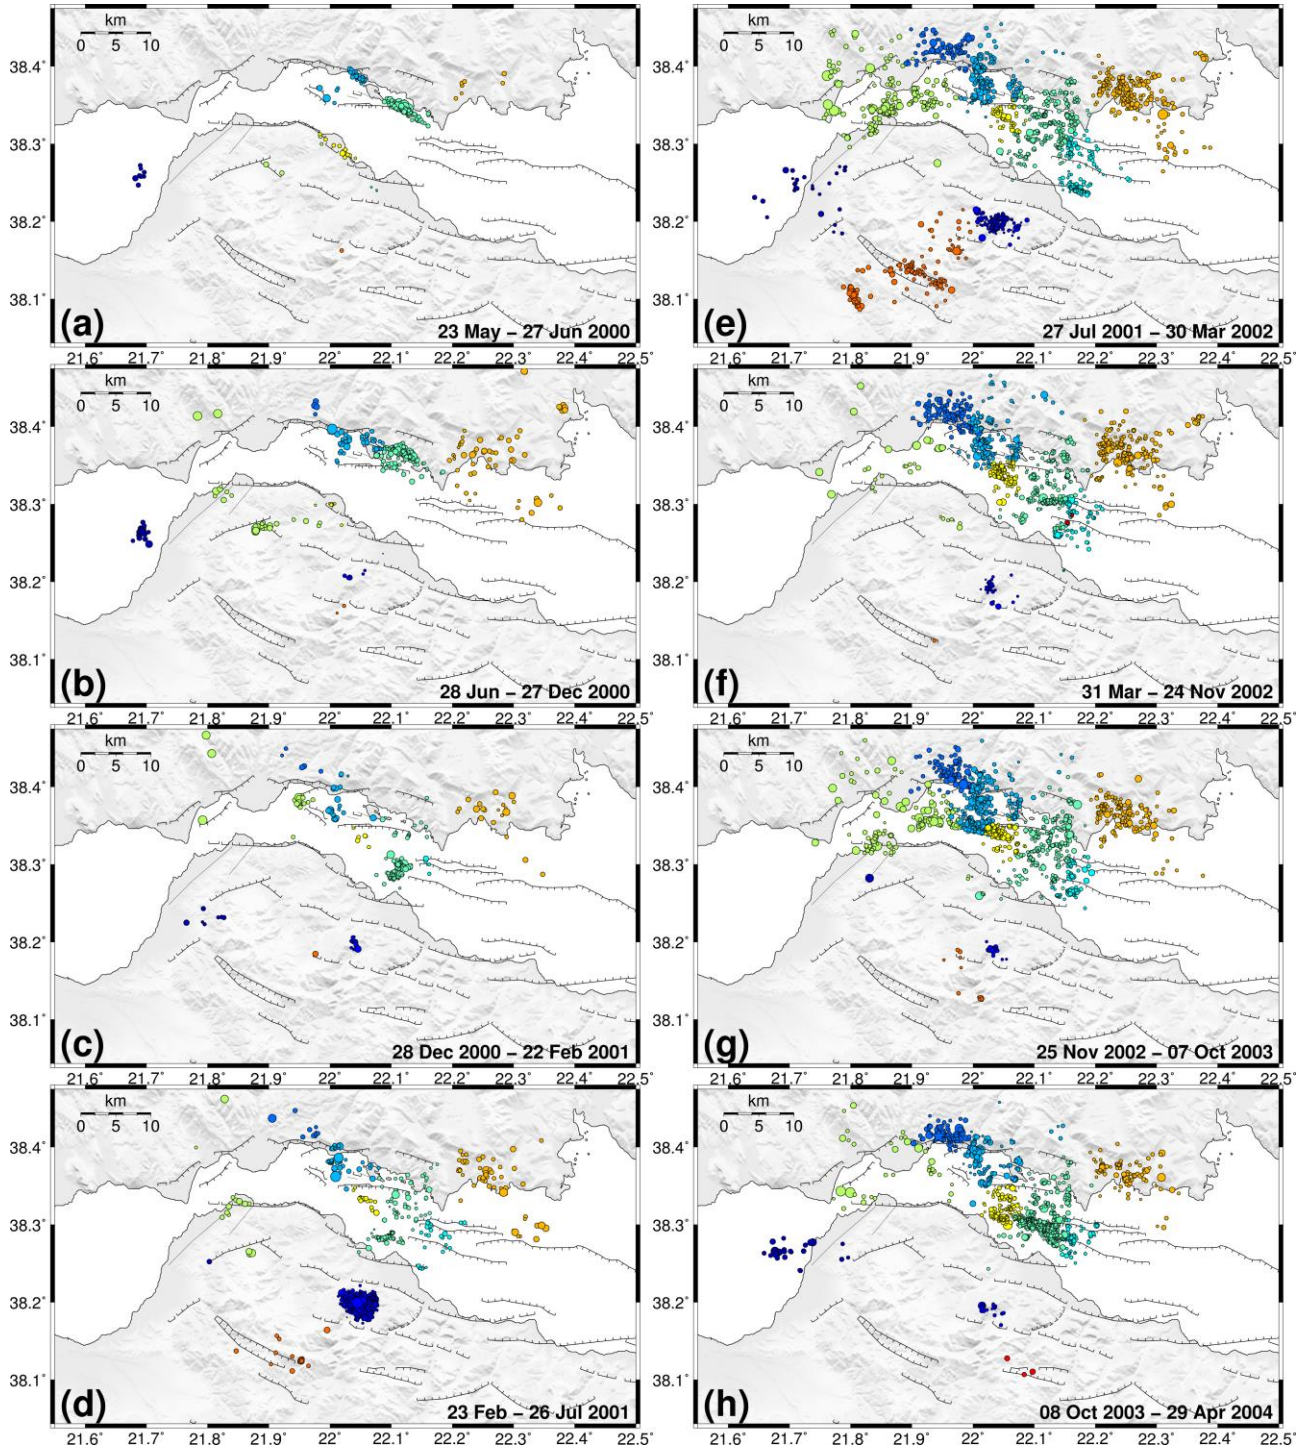 km
0 5 10
38.4°
38.3°
38.2°
38.1°
(a)
23 May – 27 Jun 2000
21.6° 21.7° 21.8° 21.9° 22° 22.1° 22.2° 22.3° 22.4° 22.5°
km
0 5 10
38.4°
38.3°
38.2°
38.1°
(b)
28 Jun – 27 Dec 2000
21.6° 21.7° 21.8° 21.9° 22° 22.1° 22.2° 22.3° 22.4° 22.5°
km
0 5 10
38.4°
38.3°
38.2°
38.1°
(c)
28 Dec 2000 – 22 Feb 2001
21.6° 21.7° 21.8° 21.9° 22° 22.1° 22.2° 22.3° 22.4° 22.5°
km
0 5 10
38.4°
38.3°
38.2°
38.1°
(d)
23 Feb – 26 Jul 2001
21.6° 21.7° 21.8° 21.9° 22° 22.1° 22.2° 22.3° 22.4° 22.5°
km
0 5 10
38.4°
38.3°
38.2°
38.1°
(e)
27 Jul 2001 – 30 Mar 2002
21.6° 21.7° 21.8° 21.9° 22° 22.1° 22.2° 22.3° 22.4° 22.5°
km
0 5 10
38.4°
38.3°
38.2°
38.1°
(f)
31 Mar – 24 Nov 2002
21.6° 21.7° 21.8° 21.9° 22° 22.1° 22.2° 22.3° 22.4° 22.5°
km
0 5 10
38.4°
38.3°
38.2°
38.1°
(g)
25 Nov 2002 – 07 Oct 2003
21.6° 21.7° 21.8° 21.9° 22° 22.1° 22.2° 22.3° 22.4° 22.5°
km
0 5 10
38.4°
38.3°
38.2°
38.1°
(h)
08 Oct 2003 – 29 Apr 2004
21.6° 21.7° 21.8° 21.9° 22° 22.1° 22.2° 22.3° 22.4° 22.5°